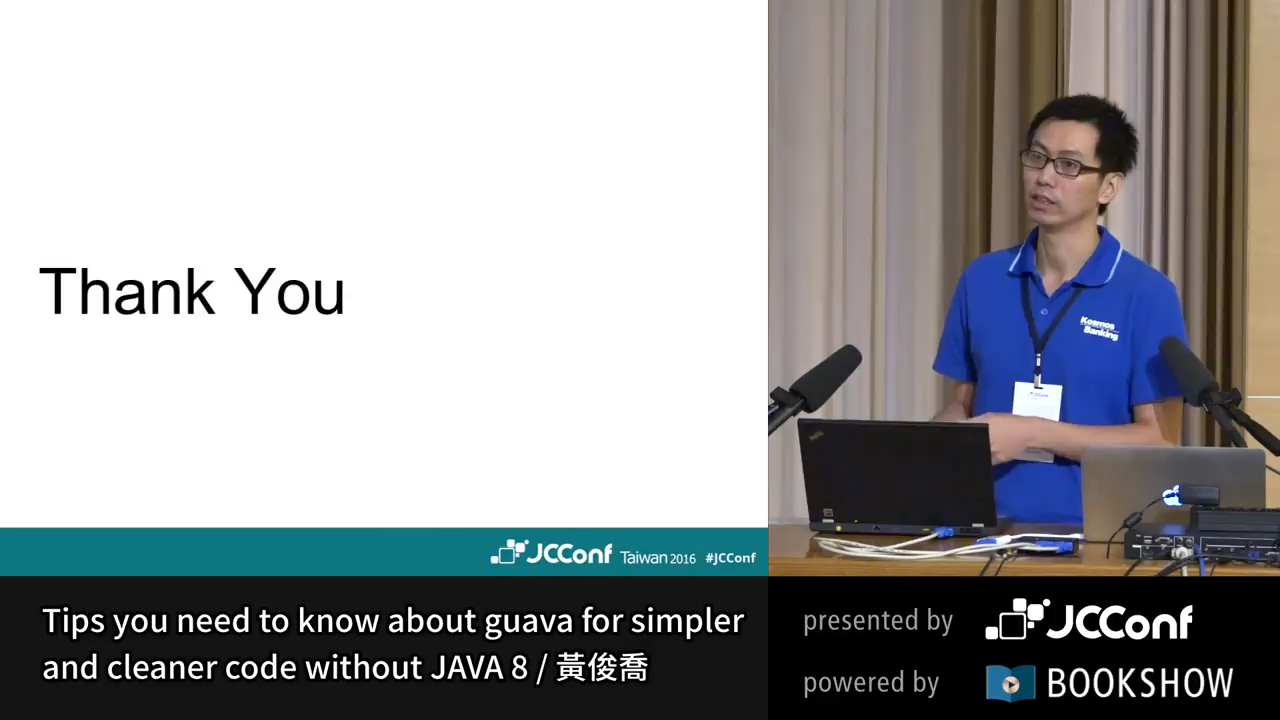 Thank You
JCConf Taiwan 2016 #JCConf
Kosmos
Banking
JCConf
Tips you need to know about guava for simpler
and cleaner code without JAVA 8 / 黃俊喬
presented by JCConf
powered by BOOKSHOW